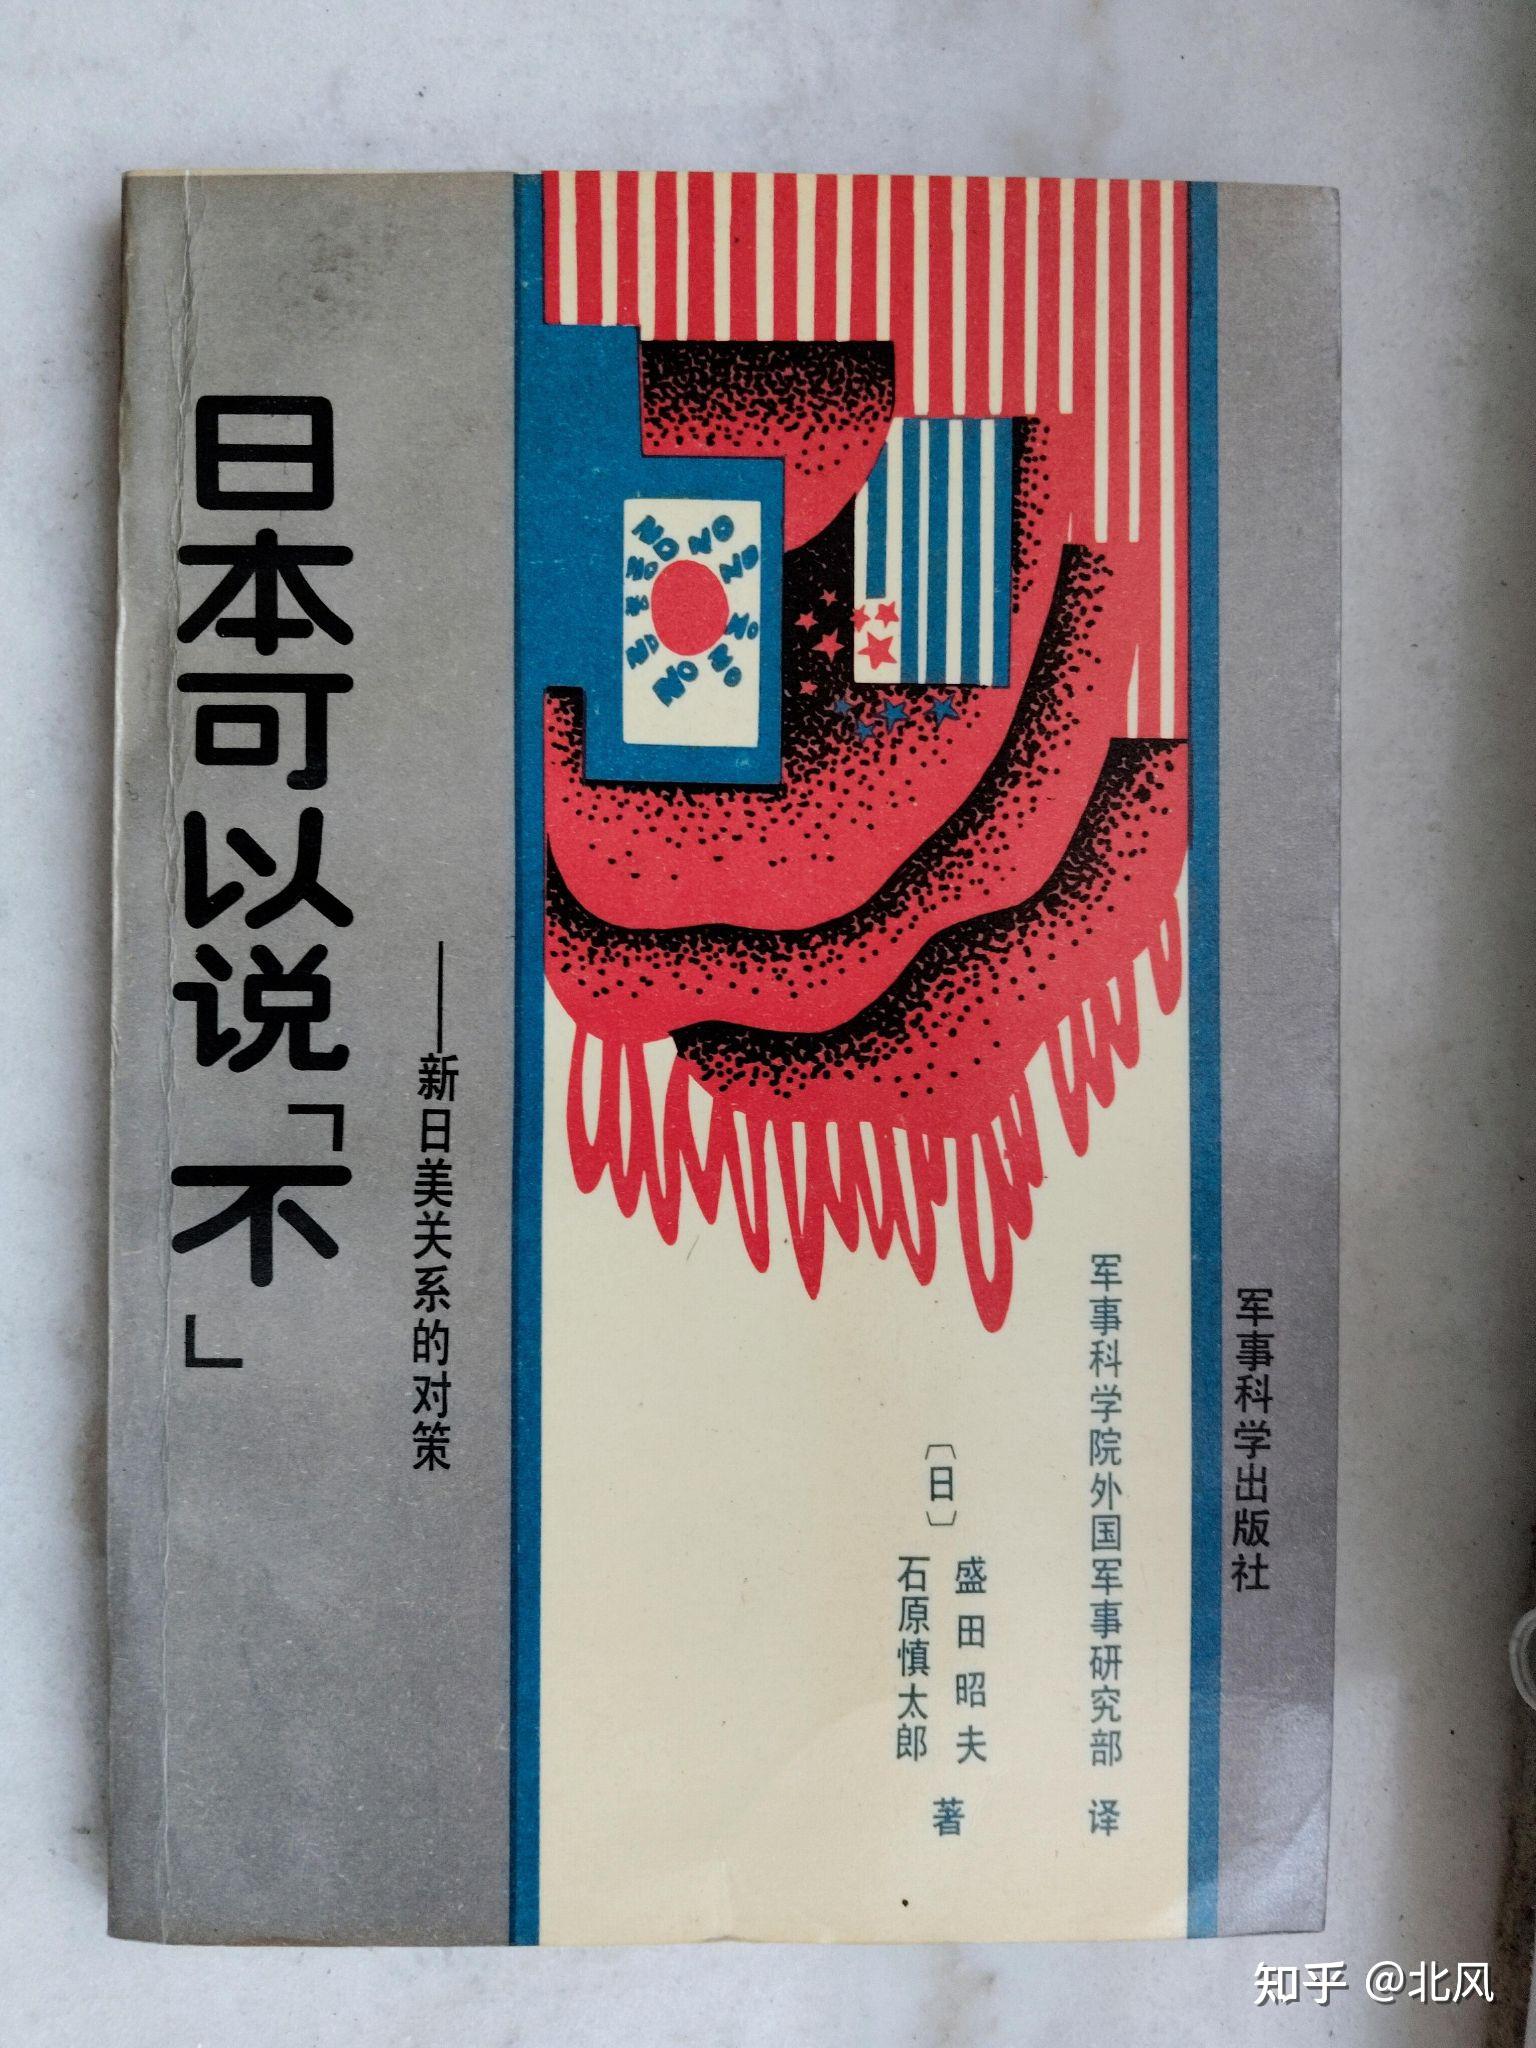 日本可以说「不」
——新日美关系的对策
NO NO NO NO NO NO NO NO NO
〔日〕
盛田昭夫
石原慎太郎
著
军事科学院外国军事研究部 译
军事科学出版社
知乎 @北风